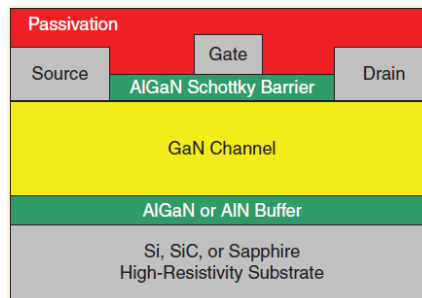 Passivation
Gate
Source
Drain
AlGaN Schottky Barrier
GaN Channel
AlGaN or AlN Buffer
Si, SiC, or Sapphire
High-Resistivity Substrate